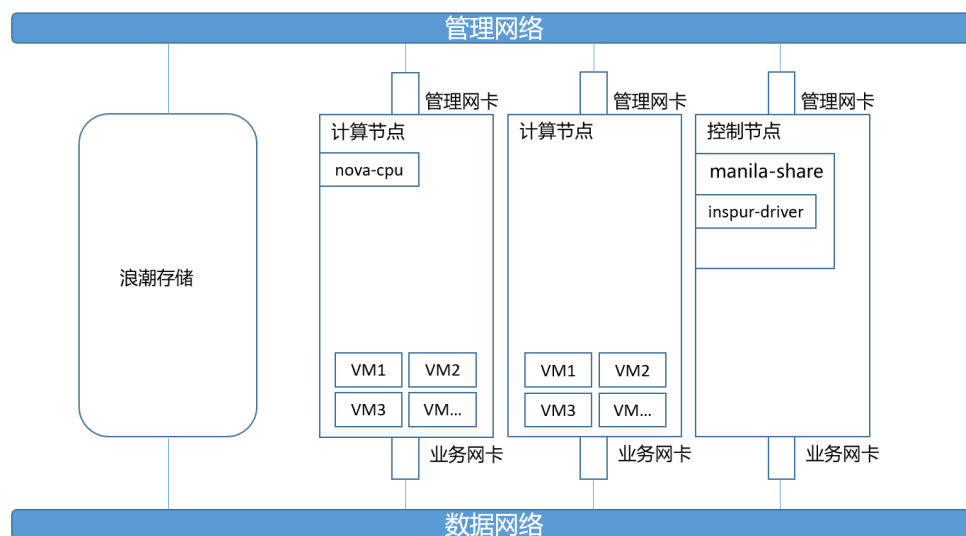 管理网络
管理网卡
管理网卡
管理网卡
计算节点
计算节点
控制节点
nova-cpu
manila-share
inspur-driver
浪潮存储
VM1
VM2
VM1
VM2
VM3
VM...
VM3
VM...
业务网卡
业务网卡
业务网卡
数据网络